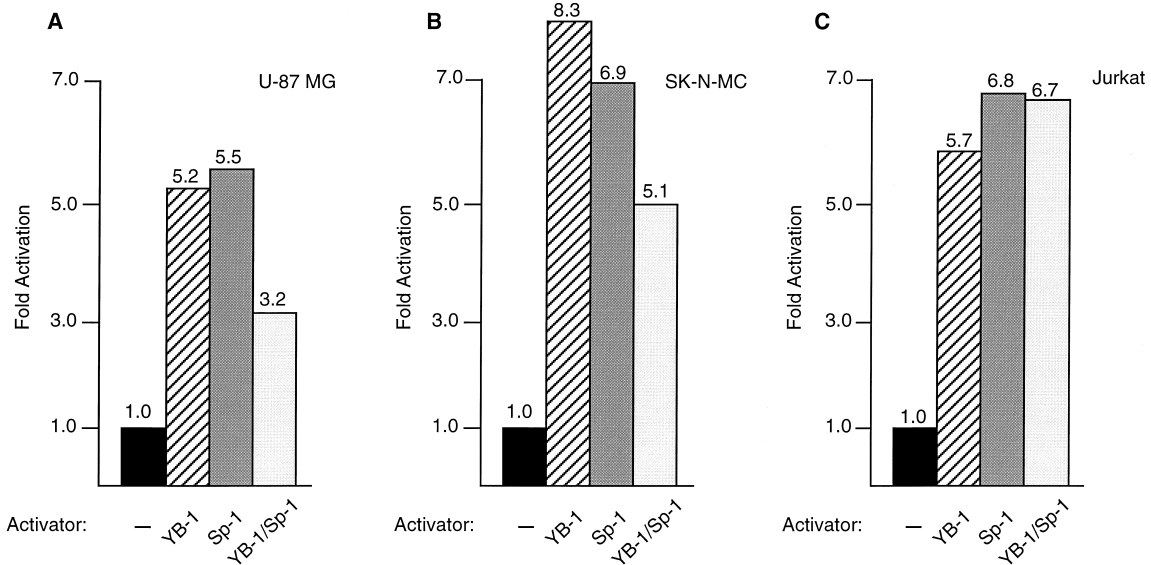 A
U-87 MG
Fold Activation
7.0
5.0
3.0
1.0
1.0
5.2
5.5
3.2
Activator:
–
YB-1
Sp-1
YB-1/Sp-1
B
SK-N-MC
Fold Activation
7.0
5.0
3.0
1.0
1.0
8.3
6.9
5.1
Activator:
–
YB-1
Sp-1
YB-1/Sp-1
C
Jurkat
Fold Activation
7.0
5.0
3.0
1.0
1.0
5.7
6.8
6.7
Activator:
–
YB-1
Sp-1
YB-1/Sp-1